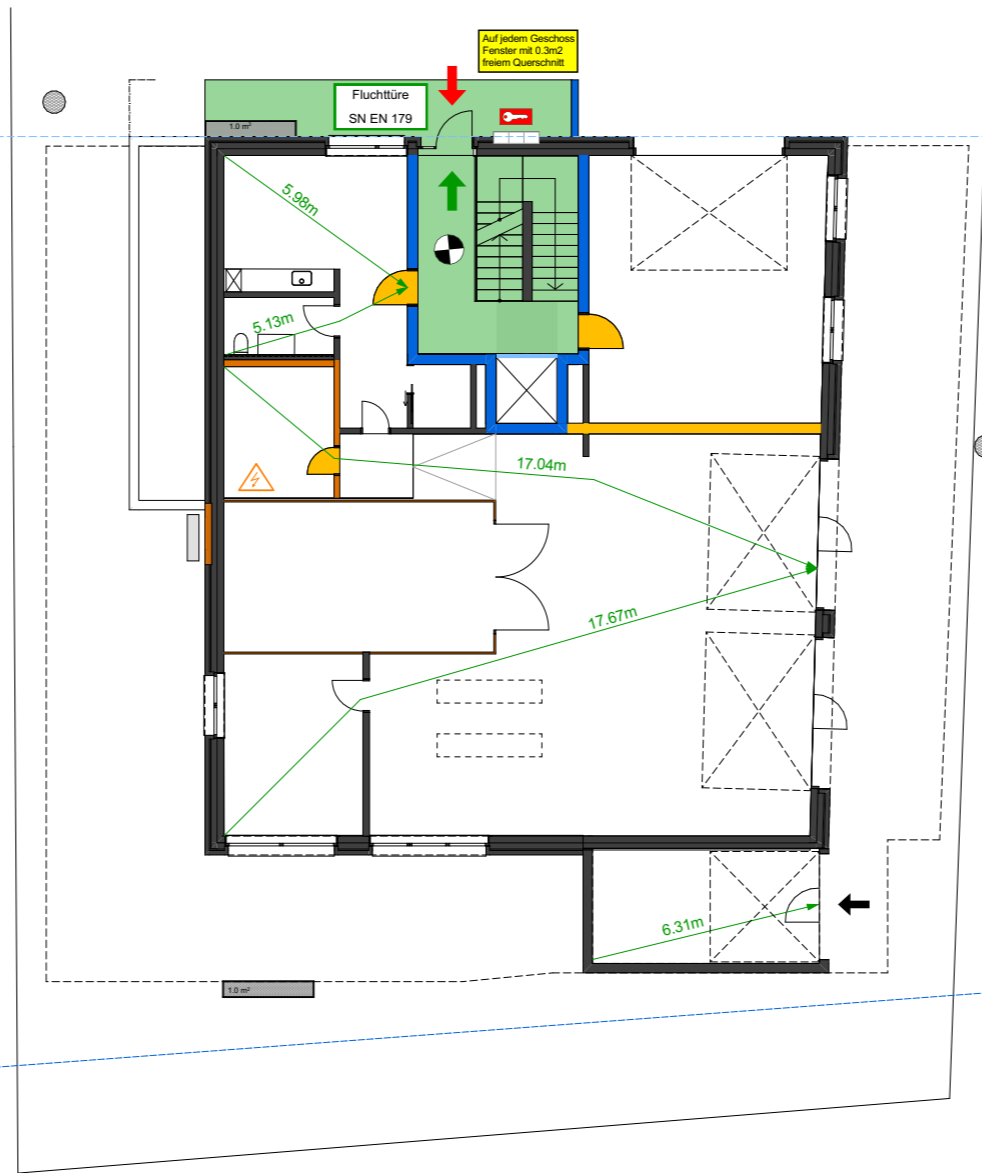 Auf jedem Geschoss
Fenster mit 0.3m2
freiem Querschnitt
Fluchttüre
SN EN 179
1.0 m²
5.98m
5.13m
17.04m
17.67m
6.31m
1.0 m²